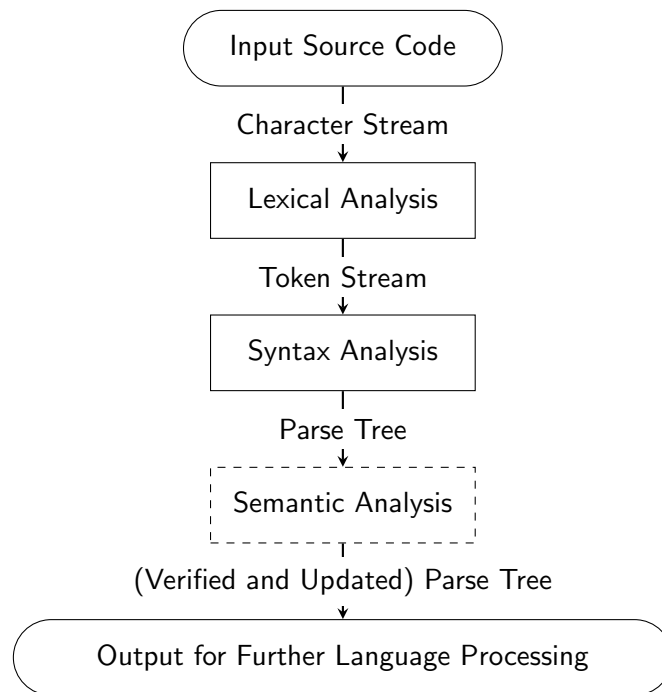 Input Source Code
Character Stream
Lexical Analysis
Token Stream
Syntax Analysis
Parse Tree
Semantic Analysis
(Verified and Updated) Parse Tree
Output for Further Language Processing